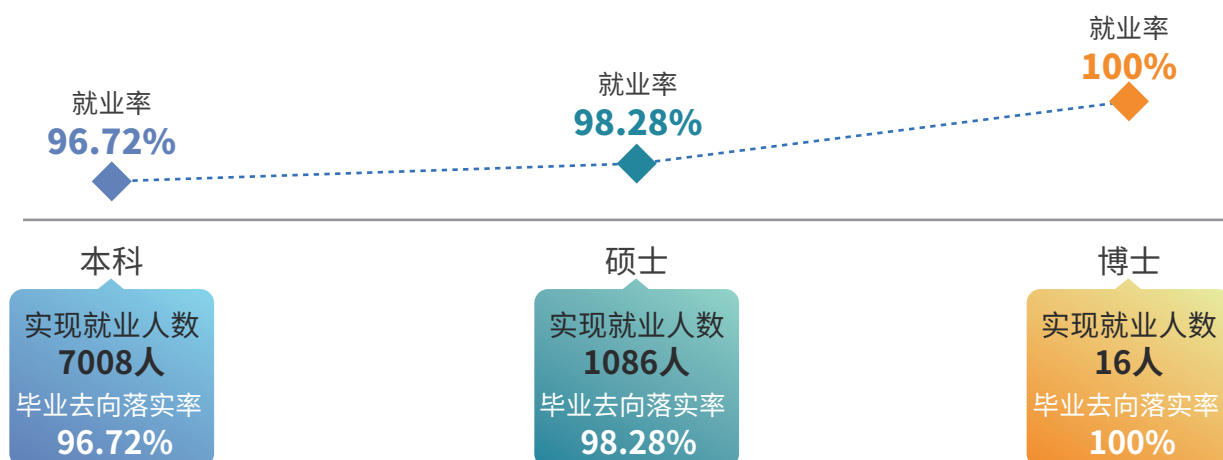 就业率
96.72%
就业率
98.28%
就业率
100%
本科
实现就业人数
7008人
毕业去向落实率
96.72%
硕士
实现就业人数
1086人
毕业去向落实率
98.28%
博士
实现就业人数
16人
毕业去向落实率
100%